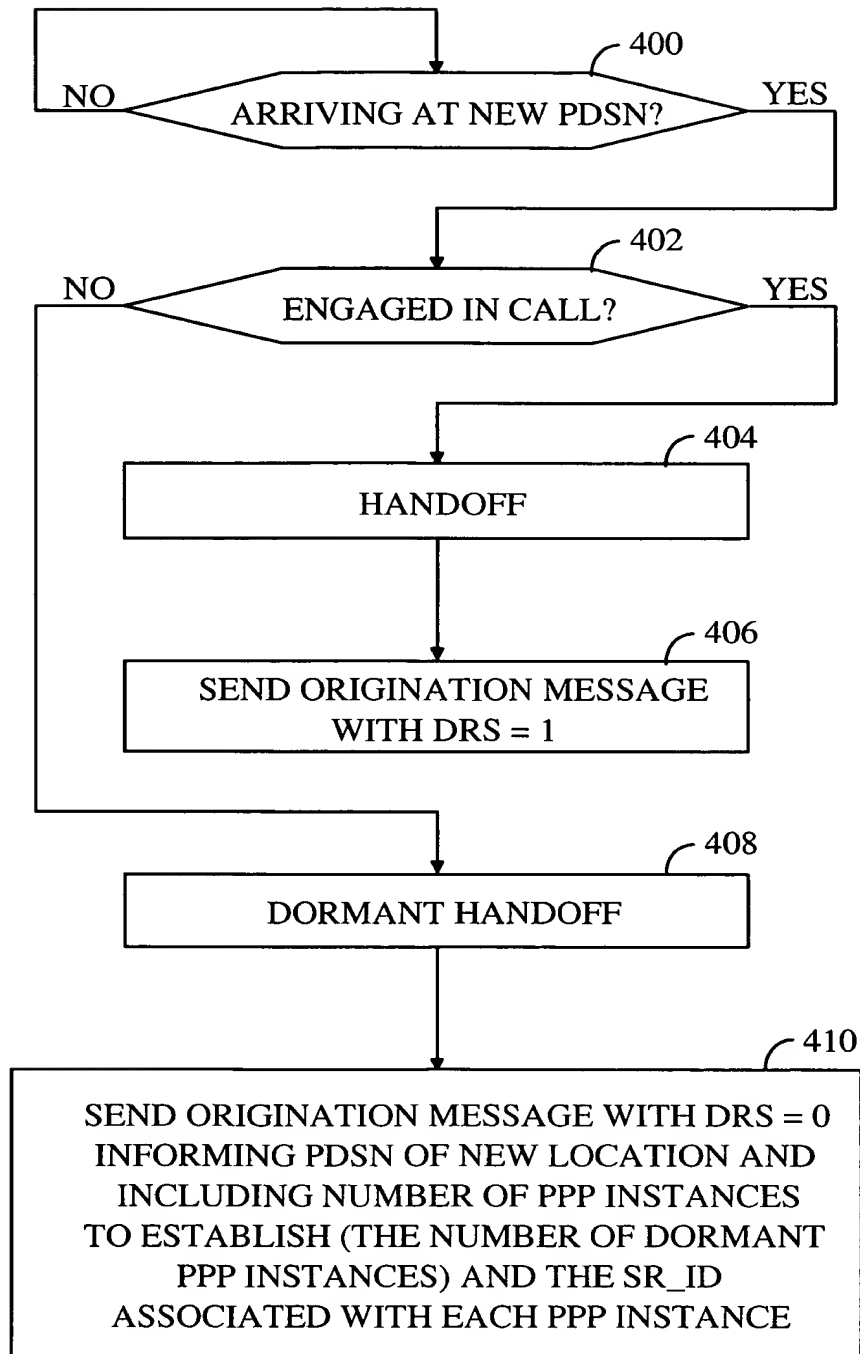 400
NO
ARRIVING AT NEW PDSN?
YES
402
NO
ENGAGED IN CALL?
YES
404
HANDOFF
406
SEND ORIGINATION MESSAGE
WITH DRS = 1
408
DORMANT HANDOFF
410
SEND ORIGINATION MESSAGE WITH DRS = 0
INFORMING PDSN OF NEW LOCATION AND
INCLUDING NUMBER OF PPP INSTANCES
TO ESTABLISH (THE NUMBER OF DORMANT
PPP INSTANCES) AND THE SR_ID
ASSOCIATED WITH EACH PPP INSTANCE